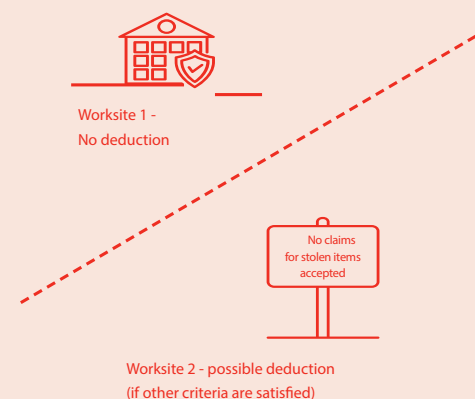 Worksite 1 -
No deduction
No claims
for stolen items
accepted
Worksite 2 - possible deduction
(if other criteria are satisfied)